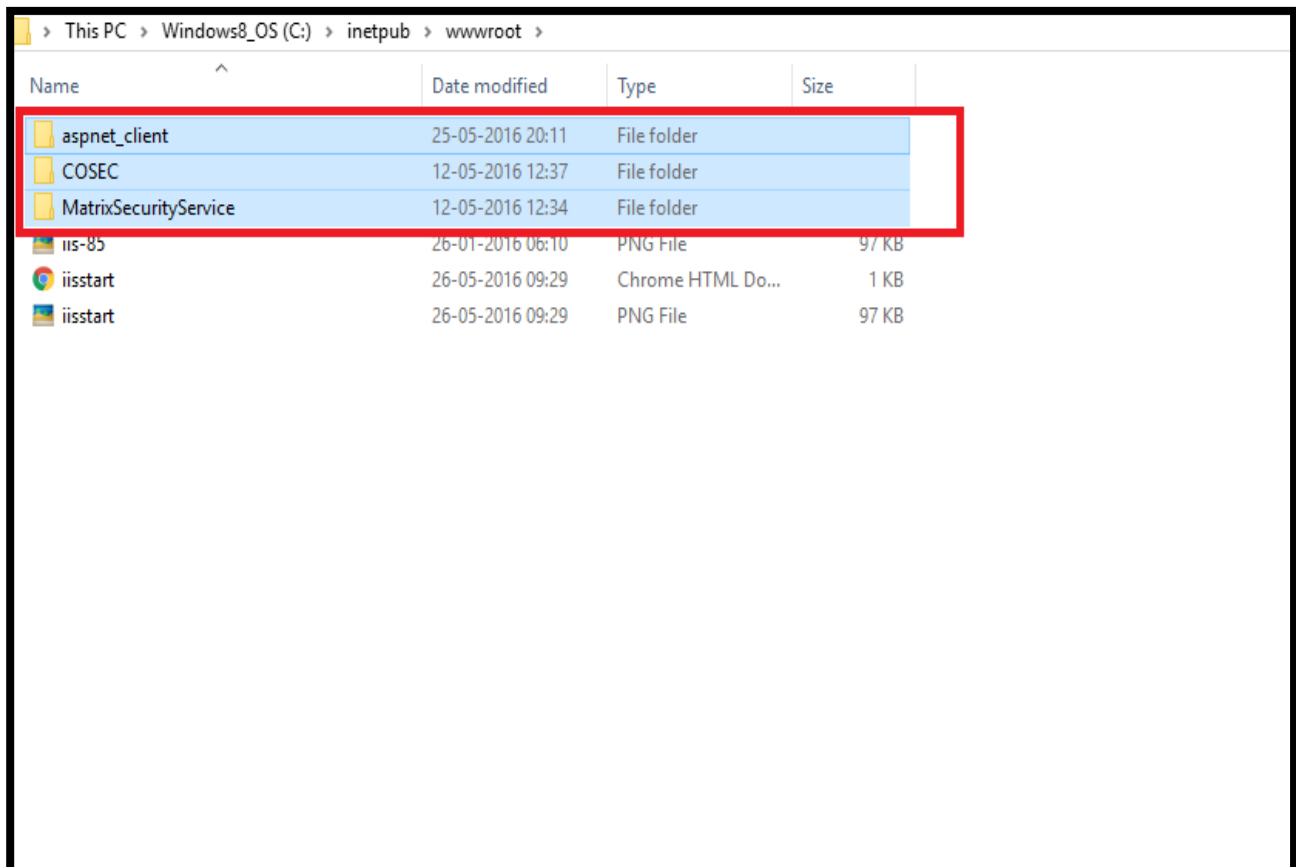 > This PC > Windows8_OS (C:) > inetpub > wwwroot >
Name Date modified Type Size
aspnet_client 25-05-2016 20:11 File folder
COSEC 12-05-2016 12:37 File folder
MatrixSecurityService 12-05-2016 12:34 File folder
iis-85 26-01-2016 06:10 PNG File 97 KB
iisstart 26-05-2016 09:29 Chrome HTML Do... 1 KB
iisstart 26-05-2016 09:29 PNG File 97 KB